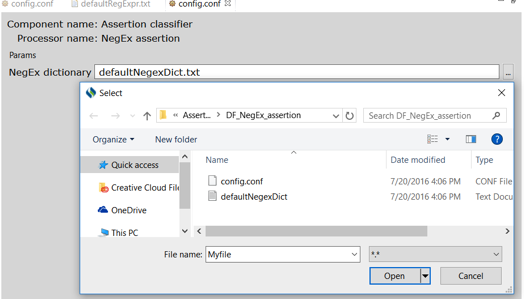 config.conf defaultRegExpr.txt config.conf
Component name: Assertion classifier
Processor name: NegEx assertion
Params
NegEx dictionary defaultNegexDict.txt ...
Select
« Assert... > DF_NegEx_assertion Search DF_NegEx_assertion
Organize New folder
Name Date modified Type
Quick access
config.conf 7/20/2016 4:06 PM CONF File
Creative Cloud File
defaultNegexDict 7/20/2016 4:06 PM Text Docu
OneDrive
This PC
File name: Myfile *.*
Open Cancel